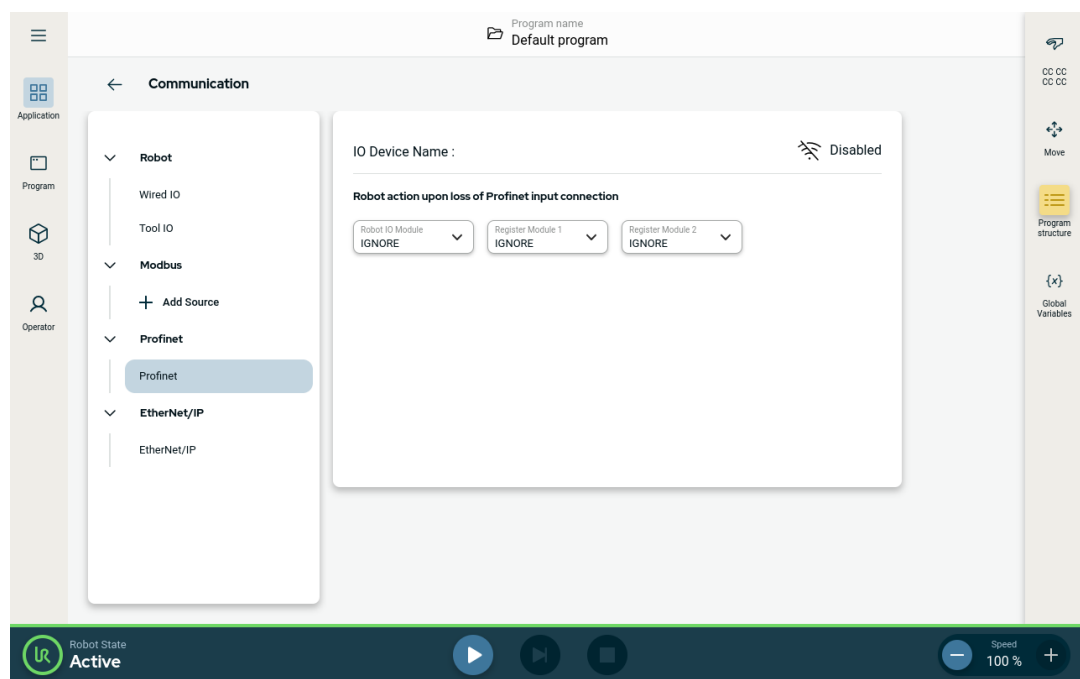 Program name
Default program
Application
Program
3D
Operator
Communication
Robot
Wired IO
Tool IO
Modbus
Add Source
Profinet
Profinet
EtherNet/IP
EtherNet/IP
IO Device Name :
Disabled
Robot action upon loss of Profinet input connection
Robot IO Module
IGNORE
Register Module 1
IGNORE
Register Module 2
IGNORE
CC CC
CC CC
Move
Program
structure
{x}
Global
Variables
UR
Robot State
Active
Speed
100 %